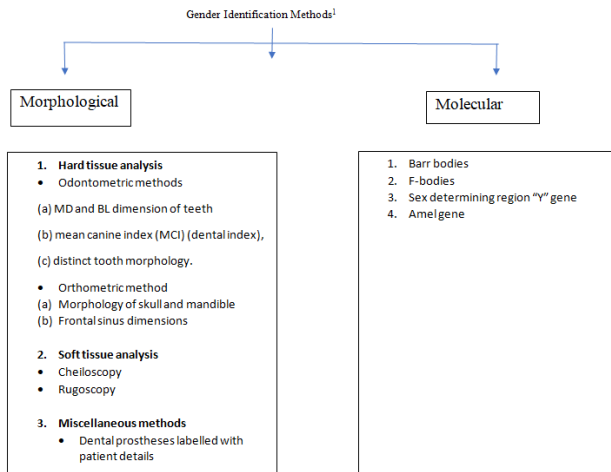 Gender Identification Methods¹
Morphological
Molecular
1. Hard tissue analysis
• Odontometric methods
(a) MD and BL dimension of teeth
(b) mean canine index (MCI) (dental index),
(c) distinct tooth morphology.
• Orthometric method
(a) Morphology of skull and mandible
(b) Frontal sinus dimensions
2. Soft tissue analysis
• Cheiloscopy
• Rugoscopy
3. Miscellaneous methods
• Dental prostheses labelled with
patient details
1. Barr bodies
2. F-bodies
3. Sex determining region “Y” gene
4. Amel gene